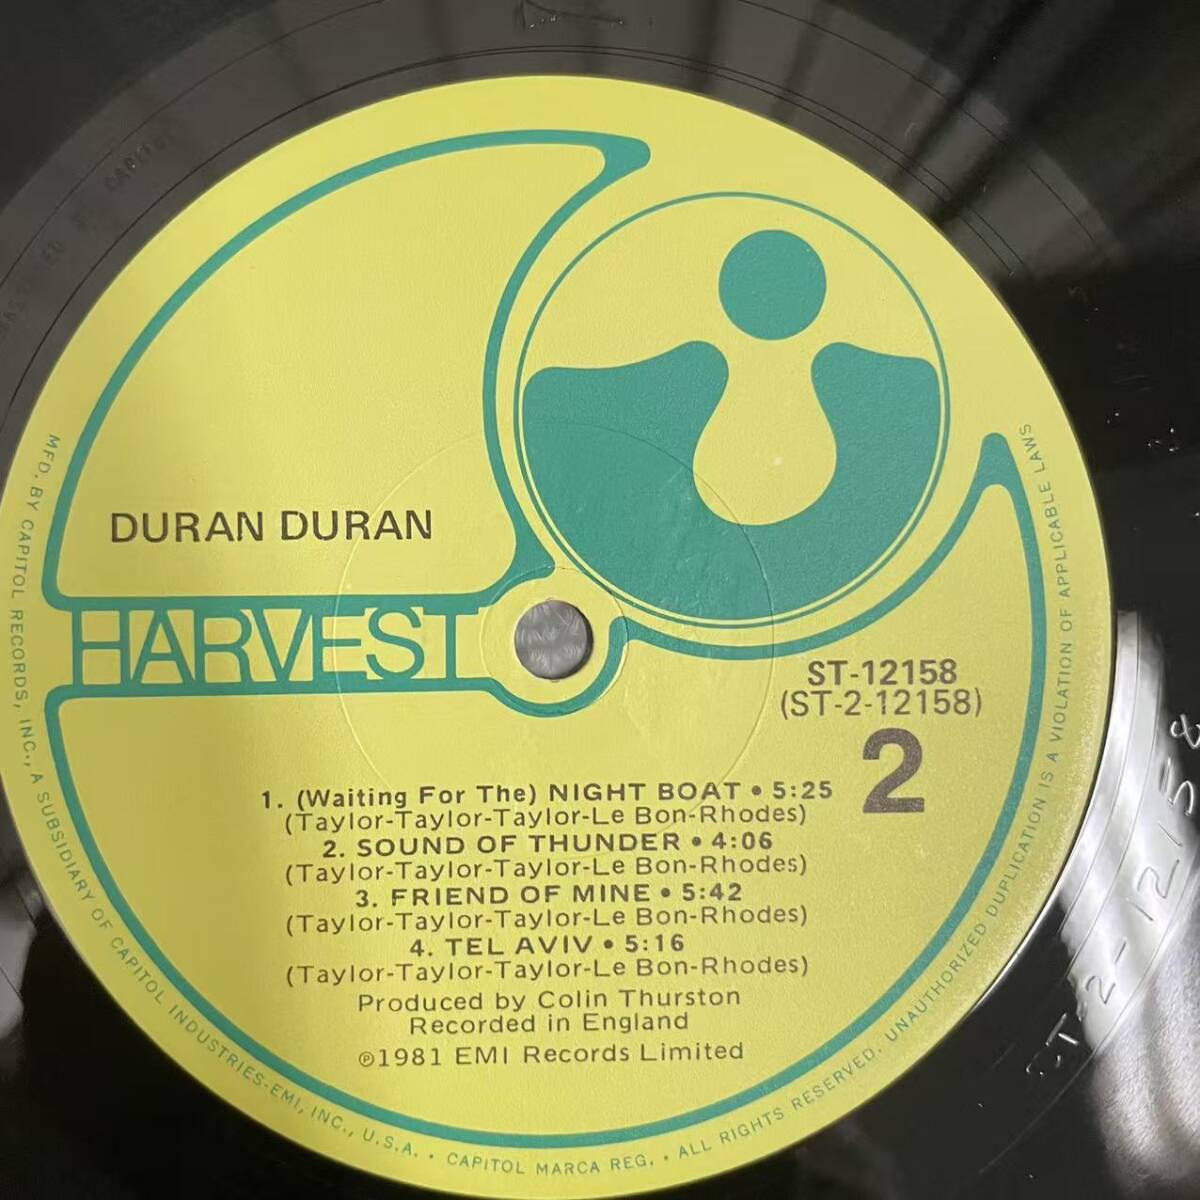 DURAN DURAN
HARVEST
ST-12158
(ST-2-12158)
2
1. (Waiting For The) NIGHT BOAT • 5:25
(Taylor-Taylor-Taylor-Le Bon-Rhodes)
2. SOUND OF THUNDER • 4:06
(Taylor-Taylor-Taylor-Le Bon-Rhodes)
3. FRIEND OF MINE • 5:42
(Taylor-Taylor-Taylor-Le Bon-Rhodes)
4. TEL AVIV • 5:16
(Taylor-Taylor-Taylor-Le Bon-Rhodes)
Produced by Colin Thurston
Recorded in England
℗1981 EMI Records Limited
MFD. BY CAPITOL RECORDS, INC., A SUBSIDIARY OF CAPITOL INDUSTRIES-EMI, INC., U.S.A. • CAPITOL MARCA REG. • ALL RIGHTS RESERVED. UNAUTHORIZED DUPLICATION IS A VIOLATION OF APPLICABLE LAWS
2-12158